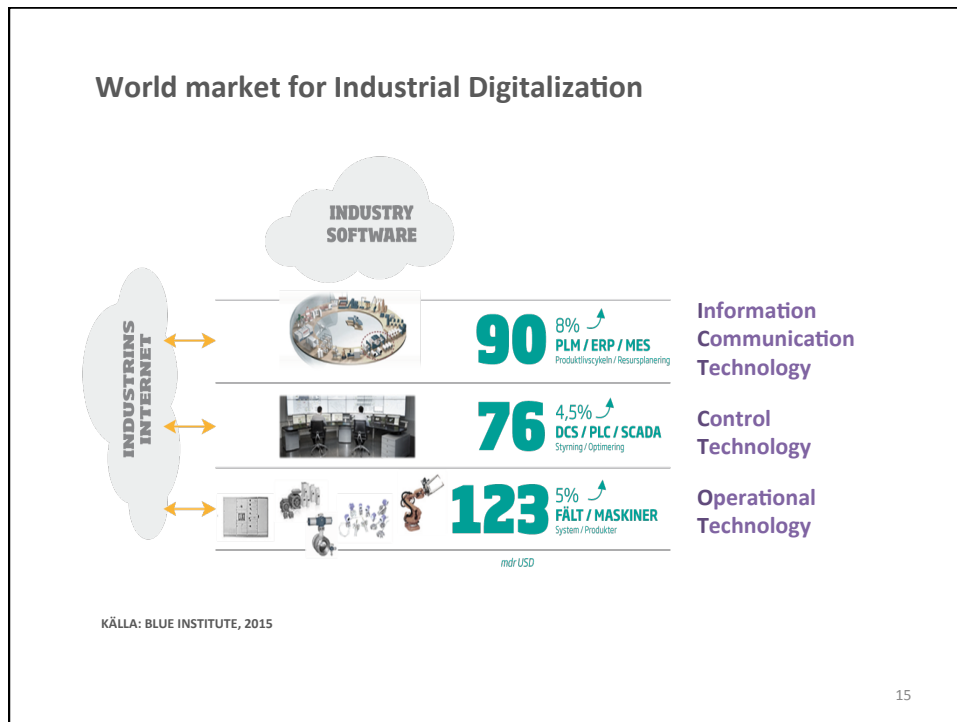 World market for Industrial Digitalization
INDUSTRY
SOFTWARE
INDUSTRINS
INTERNET
90
8%
PLM / ERP / MES
Produktlivscykeln / Resursplanering
Information
Communication
Technology
76
4,5%
DCS / PLC / SCADA
Styrning / Optimering
Control
Technology
123
5%
FÄLT / MASKINER
System / Produkter
Operational
Technology
mdr USD
KÄLLA: BLUE INSTITUTE, 2015
15